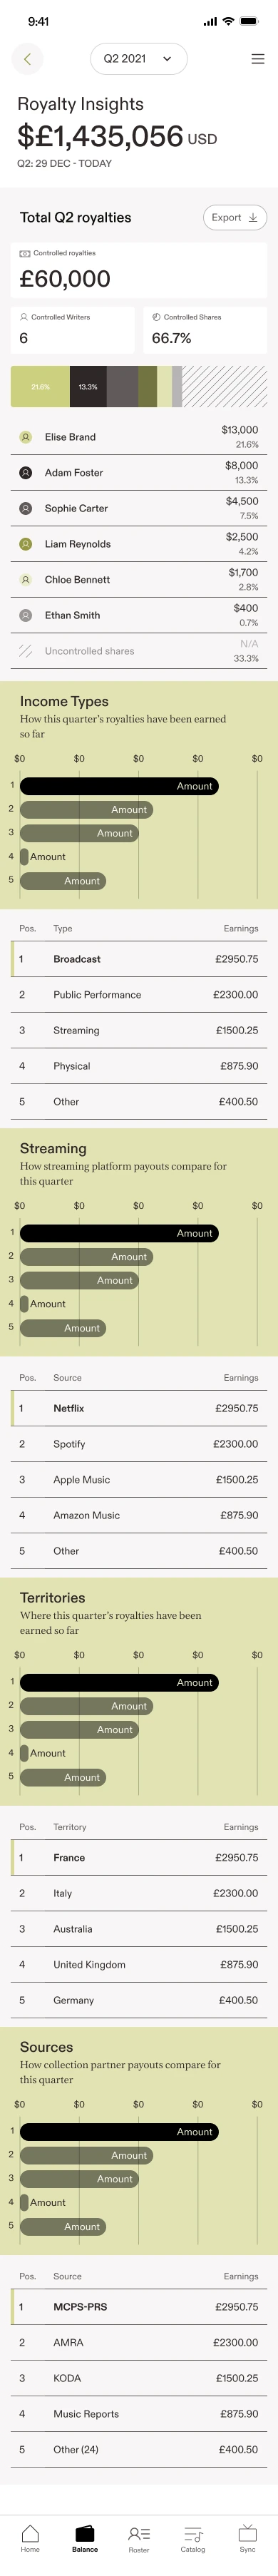 9:41
Q2 2021
Royalty Insights
$£1,435,056 USD
Q2: 29 DEC - TODAY
Total Q2 royalties
Export
Controlled royalties
£60,000
Controlled Writers
6
Controlled Shares
66.7%
21.6% 13.3%
Elise Brand $13,000
21.6%
Adam Foster $8,000
13.3%
Sophie Carter $4,500
7.5%
Liam Reynolds $2,500
4.2%
Chloe Bennett $1,700
2.8%
Ethan Smith $400
0.7%
Uncontrolled shares N/A
33.3%
Income Types
How this quarter's royalties have been earned
so far
$0 $0 $0 $0 $0
1 Amount
2 Amount
3 Amount
4 Amount
5 Amount
Pos. Type Earnings
1 Broadcast £2950.75
2 Public Performance £2300.00
3 Streaming £1500.25
4 Physical £875.90
5 Other £400.50
Streaming
How streaming platform payouts compare for
this quarter
$0 $0 $0 $0 $0
1 Amount
2 Amount
3 Amount
4 Amount
5 Amount
Pos. Source Earnings
1 Netflix £2950.75
2 Spotify £2300.00
3 Apple Music £1500.25
4 Amazon Music £875.90
5 Other £400.50
Territories
Where this quarter's royalties have been
earned so far
$0 $0 $0 $0 $0
1 Amount
2 Amount
3 Amount
4 Amount
5 Amount
Pos. Territory Earnings
1 France £2950.75
2 Italy £2300.00
3 Australia £1500.25
4 United Kingdom £875.90
5 Germany £400.50
Sources
How collection partner payouts compare for
this quarter
$0 $0 $0 $0 $0
1 Amount
2 Amount
3 Amount
4 Amount
5 Amount
Pos. Source Earnings
1 MCPS-PRS £2950.75
2 AMRA £2300.00
3 KODA £1500.25
4 Music Reports £875.90
5 Other (24) £400.50
Home Balance Roster Catalog Sync